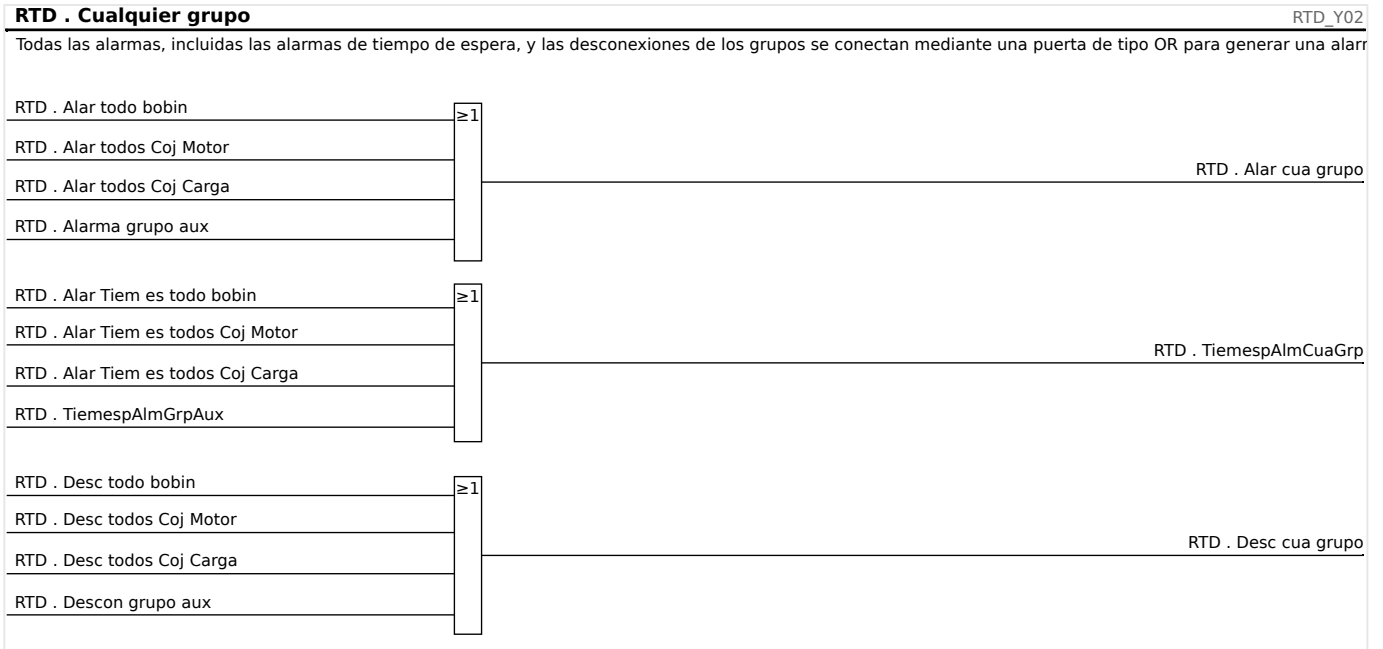 RTD . Cualquier grupo
RTD_Y02
Todas las alarmas, incluidas las alarmas de tiempo de espera, y las desconexiones de los grupos se conectan mediante una puerta de tipo OR para generar una
RTD . Alar todo bobin
≥1
RTD . Alar todos Coj Motor
RTD . Alar cua grupo
RTD . Alar todos Coj Carga
RTD . Alarma grupo aux
RTD . Alar Tiem es todo bobin
≥1
RTD . Alar Tiem es todos Coj Motor
RTD . TiemespAlmCuaGrp
RTD . Alar Tiem es todos Coj Carga
RTD . TiemespAlmGrpAux
RTD . Desc todo bobin
≥1
RTD . Desc todos Coj Motor
RTD . Desc cua grupo
RTD . Desc todos Coj Carga
RTD . Descon grupo aux